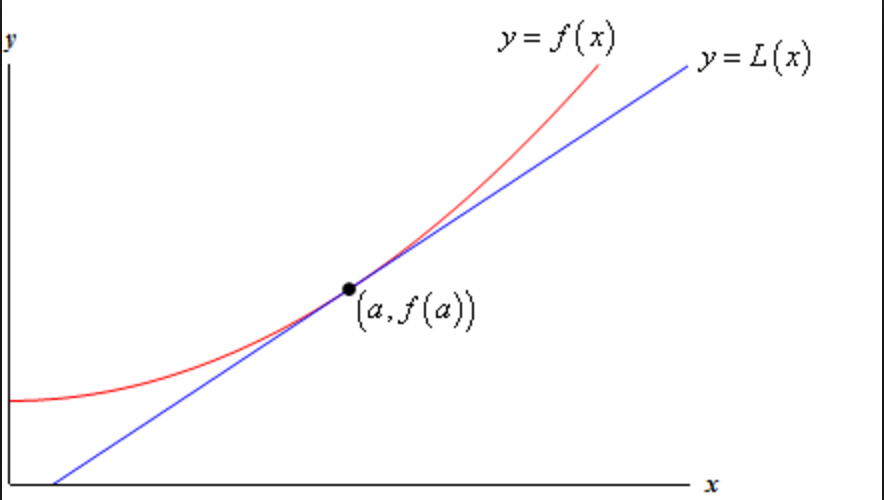 y
y = f(x)
y = L(x)
(a, f(a))
x